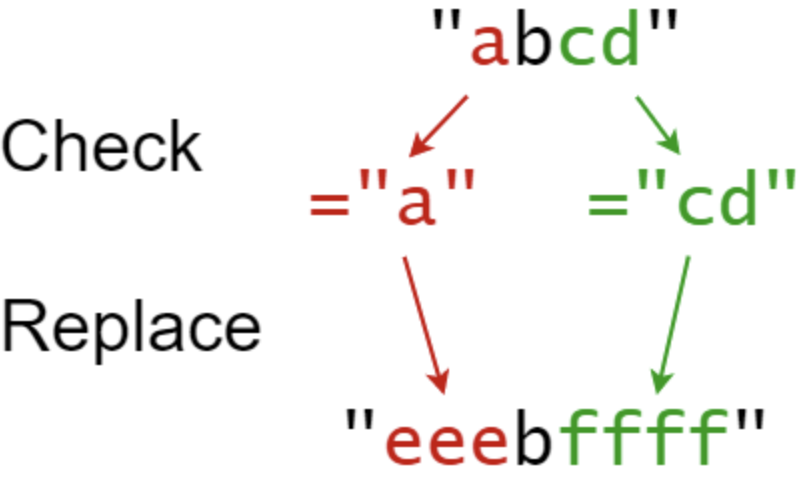 "abcd"
Check
="a" ="cd"
Replace
"eeebffff"